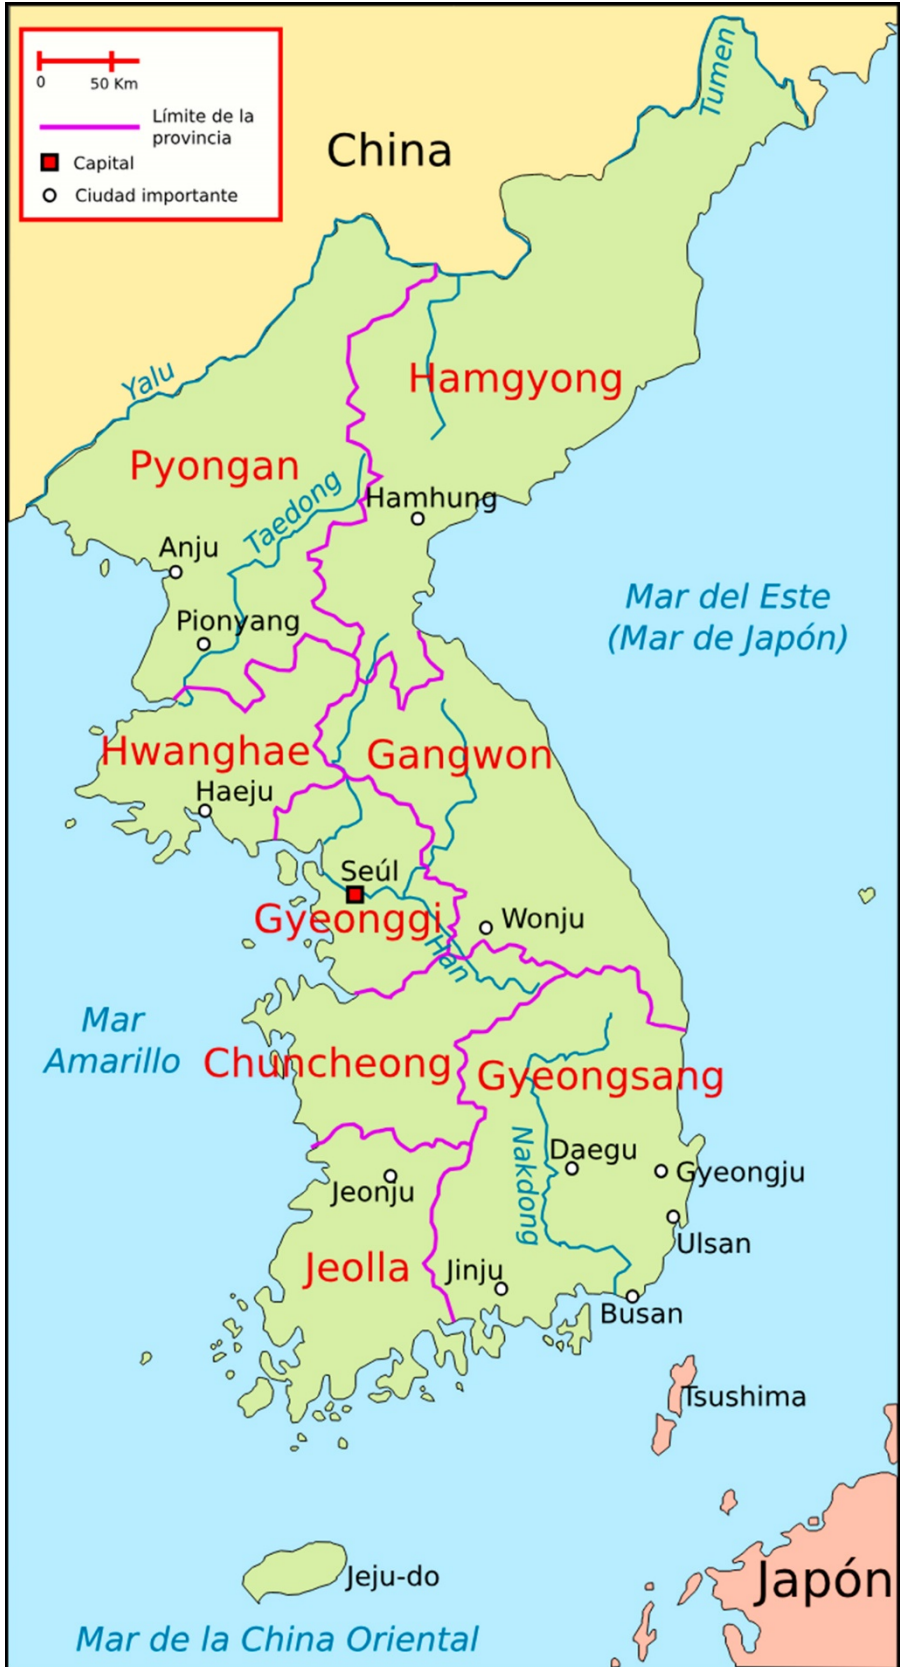 0
50 Km
Límite de la
provincia
Capital
Ciudad importante
China
Tumen
Yalu
Hamgyong
Pyongan
Taedong
Hamhung
Anju
Pionyang
Mar del Este
(Mar de Japón)
Hwanghae
Gangwon
Haeju
Seúl
Gyeonggi
Wonju
Han
Mar
Amarillo
Chuncheong
Gyeongsang
Nakdong
Daegu
Gyeongju
Jeonju
Ulsan
Jeolla
Jinju
Busan
Tsushima
Jeju-do
Japón
Mar de la China Oriental